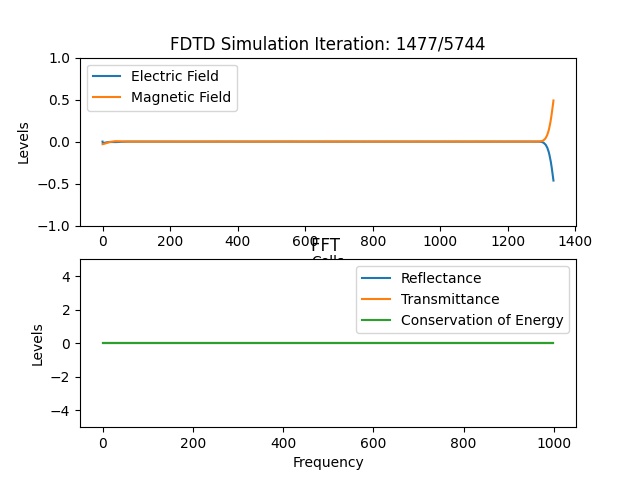 FDTD Simulation Iteration: 1477/5744
Electric Field
Magnetic Field
Levels
1.0
0.5
0.0
−0.5
−1.0
0 200 400 600 800 1000 1200 1400
Cells
FFT
Reflectance
Transmittance
Conservation of Energy
Levels
4
2
0
−2
−4
0 200 400 600 800 1000
Frequency